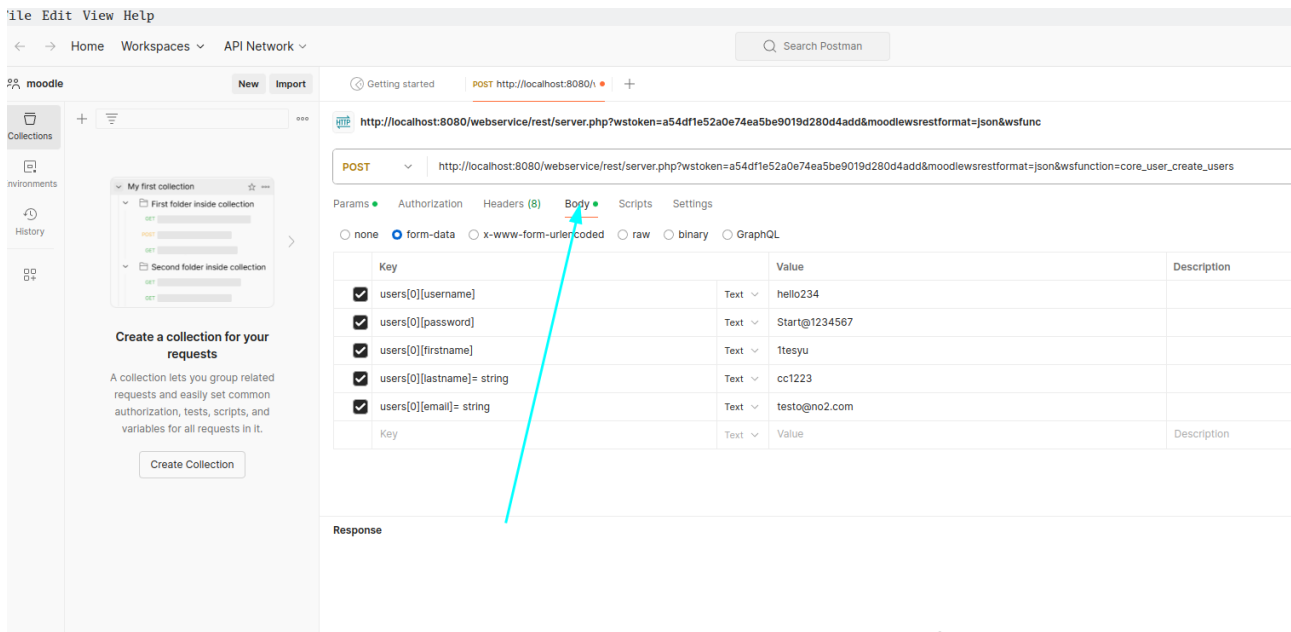 File Edit View Help
Home Workspaces API Network Search Postman
moodle New Import Getting started POST http://localhost:8080/ +
Collections
http://localhost:8080/webservice/rest/server.php?wstoken=a54df1e52a0e74ea5be9019d280d4add&moodlewsrestformat=json&wsfunc
HTTP
POST http://localhost:8080/webservice/rest/server.php?wstoken=a54df1e52a0e74ea5be9019d280d4add&moodlewsrestformat=json&wsfunction=core_user_create_users
nvironments
History
My first collection
First folder inside collection
GET
POST
GET
Second folder inside collection
GET
GET
Create a collection for your
requests
A collection lets you group related
requests and easily set common
authorization, tests, scripts, and
variables for all requests in it.
Create Collection
Params Authorization Headers (8) Body Scripts Settings
none form-data x-www-form-urlencoded raw binary GraphQL
Key Value Description
users[0][username] Text hello234
users[0][password] Text Start@1234567
users[0][firstname] Text 1tesyu
users[0][lastname]= string Text cc1223
users[0][email]= string Text testo@no2.com
Key Text Value Description
Response